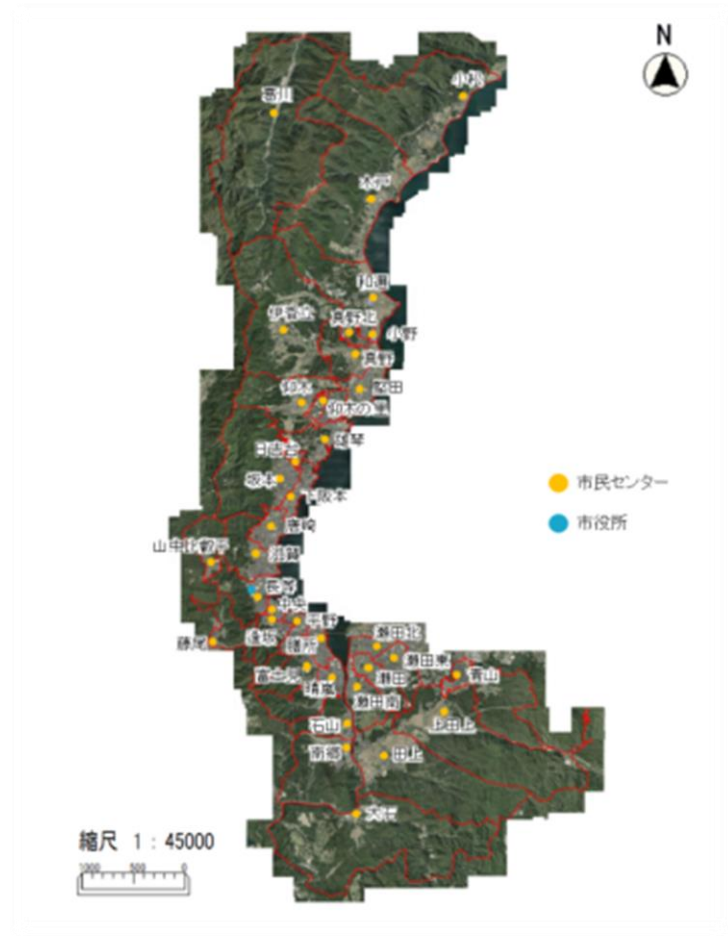 N
小松
葛川
木戸
和邇
伊香立
真野北
小野
真野
堅田
仰木
仰木の里
雄琴
日吉台
坂本
下阪本
唐崎
山中比叡平
滋賀
市民センター
市役所
長等
中央
平野
逢坂
膳所
藤尾
瀬田北
瀬田東
富士見
瀬田
青山
晴嵐
瀬田南
石山
上田上
南郷
田上
大石
縮尺 1:45000
1000 500 0